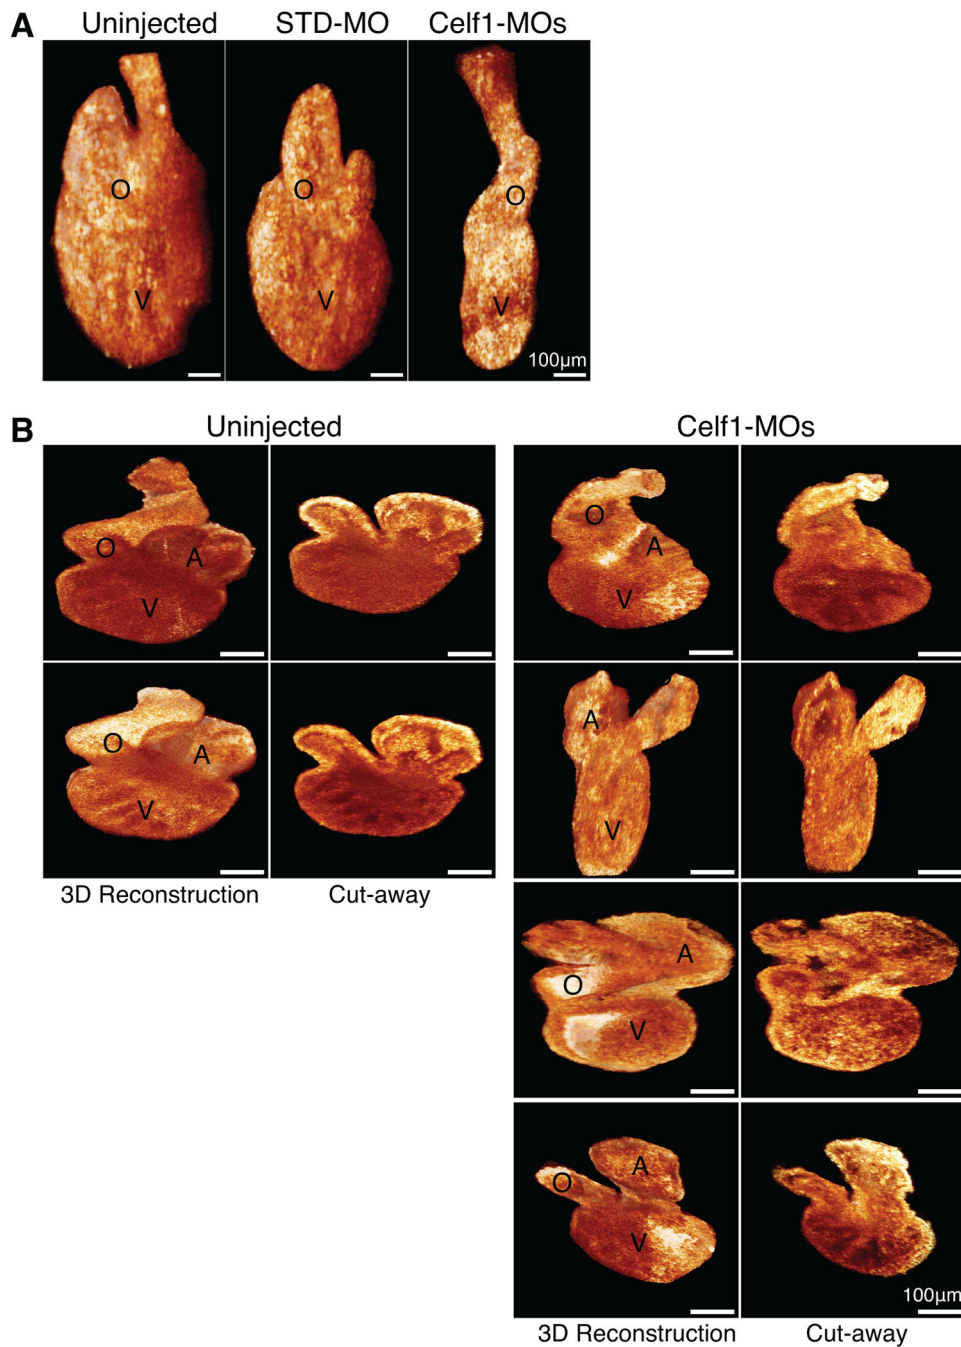 A
Uninjected STD-MO Celf1-MOs
O O O
V V V
100µm
B
Uninjected Celf1-MOs
O A V
O A V
O A V
A V
3D Reconstruction Cut-away
A O V
A O V
100µm
3D Reconstruction Cut-away